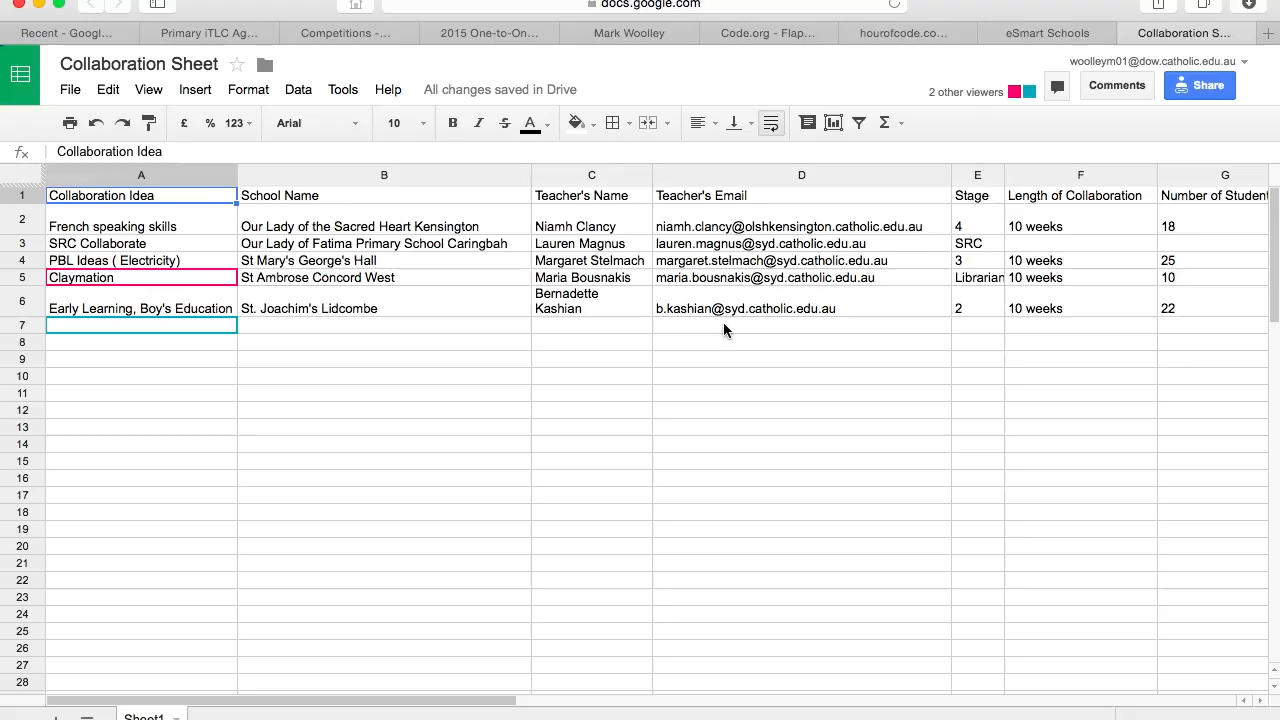 docs.google.com
Recent - Googl... Primary iTLC Ag... Competitions -... 2015 One-to-On... Mark Woolley Code.org - Flap... hourofcode.co... eSmart Schools Collaboration S...
Collaboration Sheet woolleym01@dow.catholic.edu.au
File Edit View Insert Format Data Tools Help All changes saved in Drive 2 other viewers Comments Share
£ % 123 Arial 10 B I S A Σ
fx Collaboration Idea
A B C D E F G
1 Collaboration Idea School Name Teacher's Name Teacher's Email Stage Length of Collaboration Number of Student
2 French speaking skills Our Lady of the Sacred Heart Kensington Niamh Clancy niamh.clancy@olshkensington.catholic.edu.au 4 10 weeks 18
3 SRC Collaborate Our Lady of Fatima Primary School Caringbah Lauren Magnus lauren.magnus@syd.catholic.edu.au SRC
4 PBL Ideas ( Electricity) St Mary's George's Hall Margaret Stelmach margaret.stelmach@syd.catholic.edu.au 3 10 weeks 25
5 Claymation St Ambrose Concord West Maria Bousnakis maria.bousnakis@syd.catholic.edu.au Librarian 10 weeks 10
Bernadette
6 Early Learning, Boy's Education St. Joachim's Lidcombe Kashian b.kashian@syd.catholic.edu.au 2 10 weeks 22
7
8
9
10
11
12
13
14
15
16
17
18
19
20
21
22
23
24
25
26
27
28
Sheet1